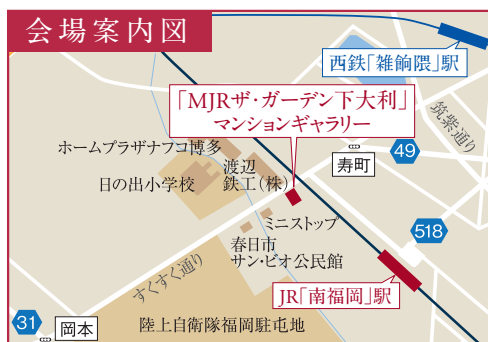 会場案内図
西鉄「雑餉隈」駅
「MJRザ・ガーデン下大利」
マンションギャラリー
筑紫通り
49
寿町
ホームプラザナフコ博多
渡辺
鉄工(株)
日の出小学校
ミニストップ
518
春日市
サン・ビオ公民館
すくすく通り
JR「南福岡」駅
31
岡本
陸上自衛隊福岡駐屯地